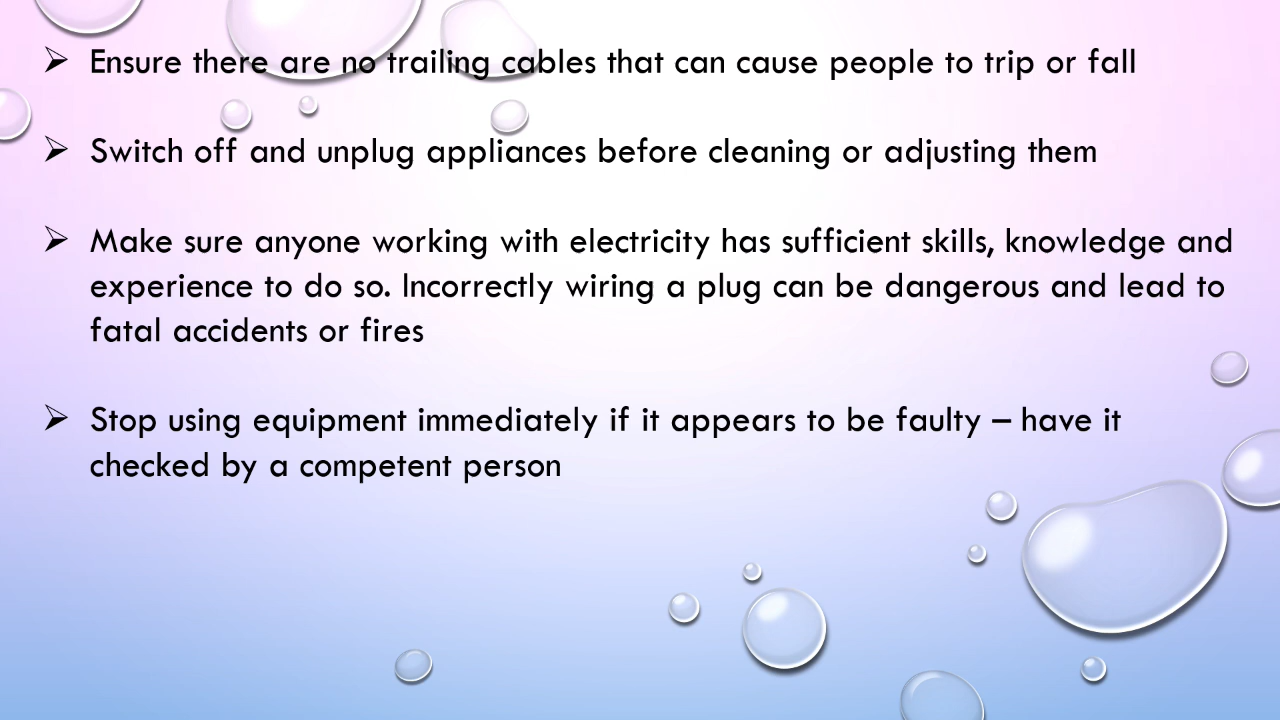 ➢ Ensure there are no trailing cables that can cause people to trip or fall
➢ Switch off and unplug appliances before cleaning or adjusting them
➢ Make sure anyone working with electricity has sufficient skills, knowledge and
experience to do so. Incorrectly wiring a plug can be dangerous and lead to
fatal accidents or fires
➢ Stop using equipment immediately if it appears to be faulty – have it
checked by a competent person